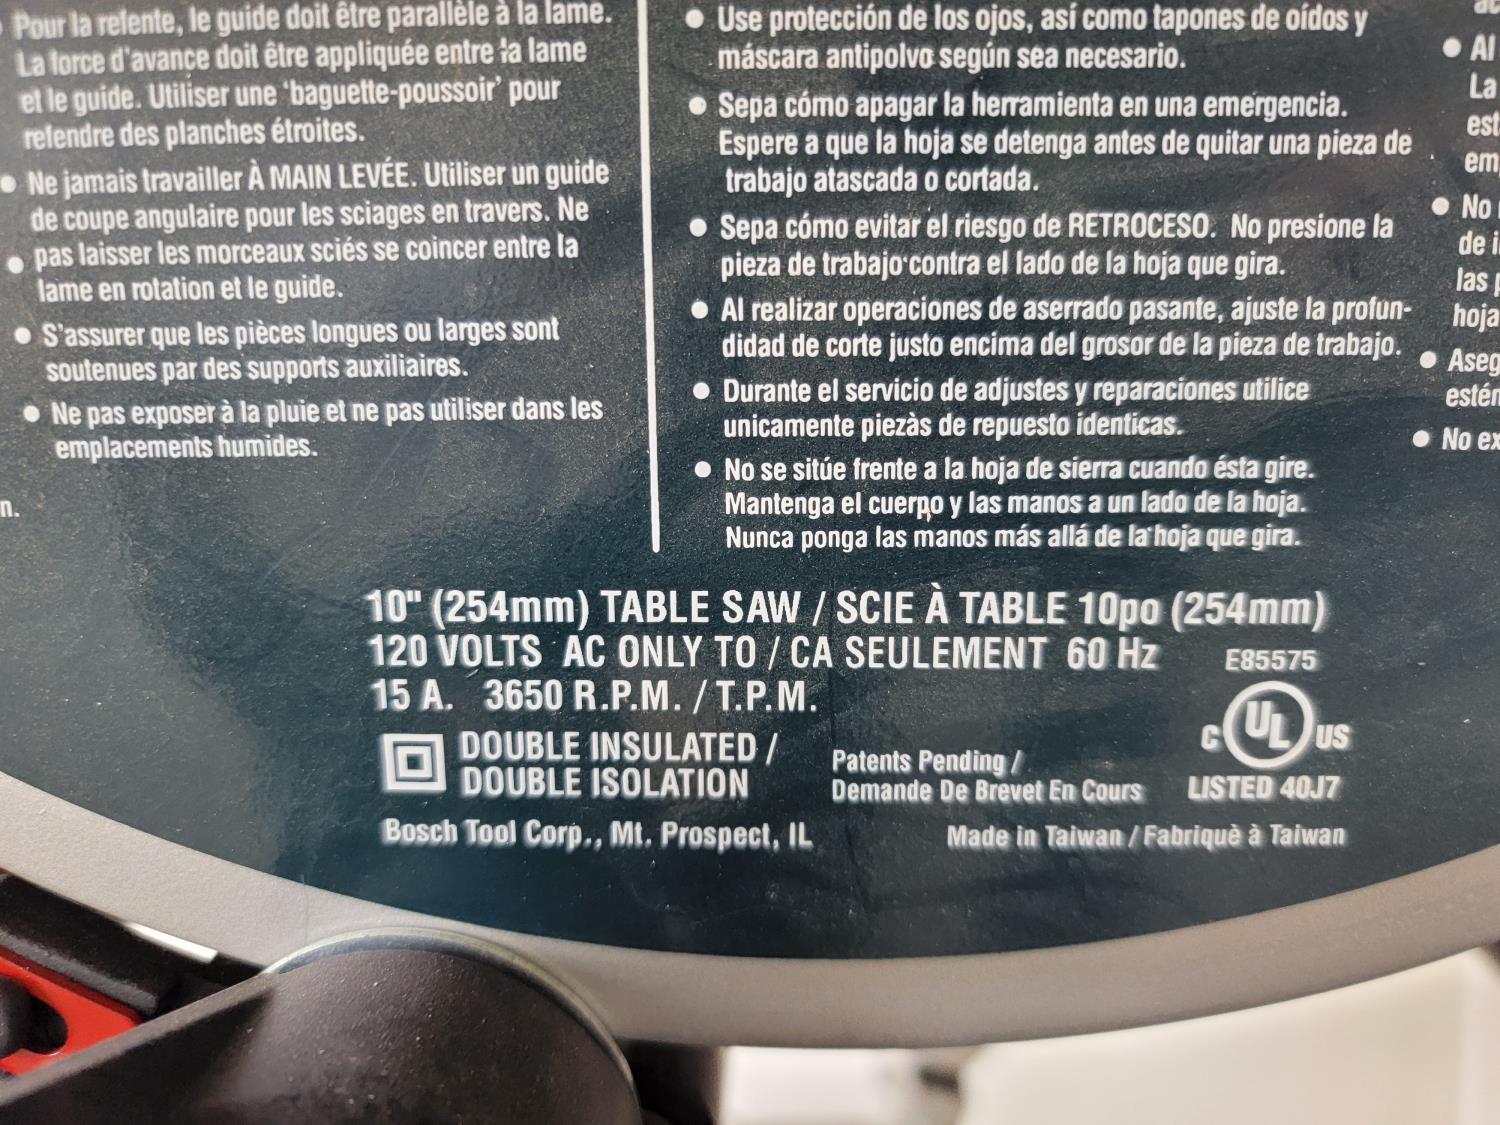 Pour la refente, le guide doit être parallèle à la lame.
La force d'avance doit être appliquée entre la lame
et le guide. Utiliser une 'baguette-poussoir' pour
refendre des planches étroites.
● Ne jamais travailler À MAIN LEVÉE. Utiliser un guide
de coupe angulaire pour les sciages en travers. Ne
● pas laisser les morceaux sciés se coincer entre la
lame en rotation et le guide.
● S'assurer que les pièces longues ou larges sont
soutenues par des supports auxiliaires.
● Ne pas exposer à la pluie et ne pas utiliser dans les
emplacements humides.
n.
● Use protección de los ojos, así como tapones de oídos y
máscara antipolvo según sea necesario.
● Sepa cómo apagar la herramienta en una emergencia.
Espere a que la hoja se detenga antes de quitar una pieza de
trabajo atascada o cortada.
● Sepa cómo evitar el riesgo de RETROCESO. No presione la
pieza de trabajo contra el lado de la hoja que gira.
● Al realizar operaciones de aserrado pasante, ajuste la profun-
didad de corte justo encima del grosor de la pieza de trabajo.
● Durante el servicio de adjustes y reparaciones utilice
unicamente piezàs de repuesto identicas.
● No se sitúe frente a la hoja de sierra cuando ésta gire.
Mantenga el cuerpo y las manos a un lado de la hoja.
Nunca ponga las manos más allá de la hoja que gira.
● Al
La
est
em
● No
de i
las p
hoja
● Aseg
estén
● No ex
10" (254mm) TABLE SAW / SCIE À TABLE 10po (254mm)
120 VOLTS AC ONLY TO / CA SEULEMENT 60 Hz
15 A. 3650 R.P.M. / T.P.M.
DOUBLE INSULATED /
DOUBLE ISOLATION
Patents Pending /
Demande De Brevet En Cours
E85575
C UL US
LISTED 40J7
Bosch Tool Corp., Mt. Prospect, IL
Made in Taiwan / Fabriquè à Taiwan